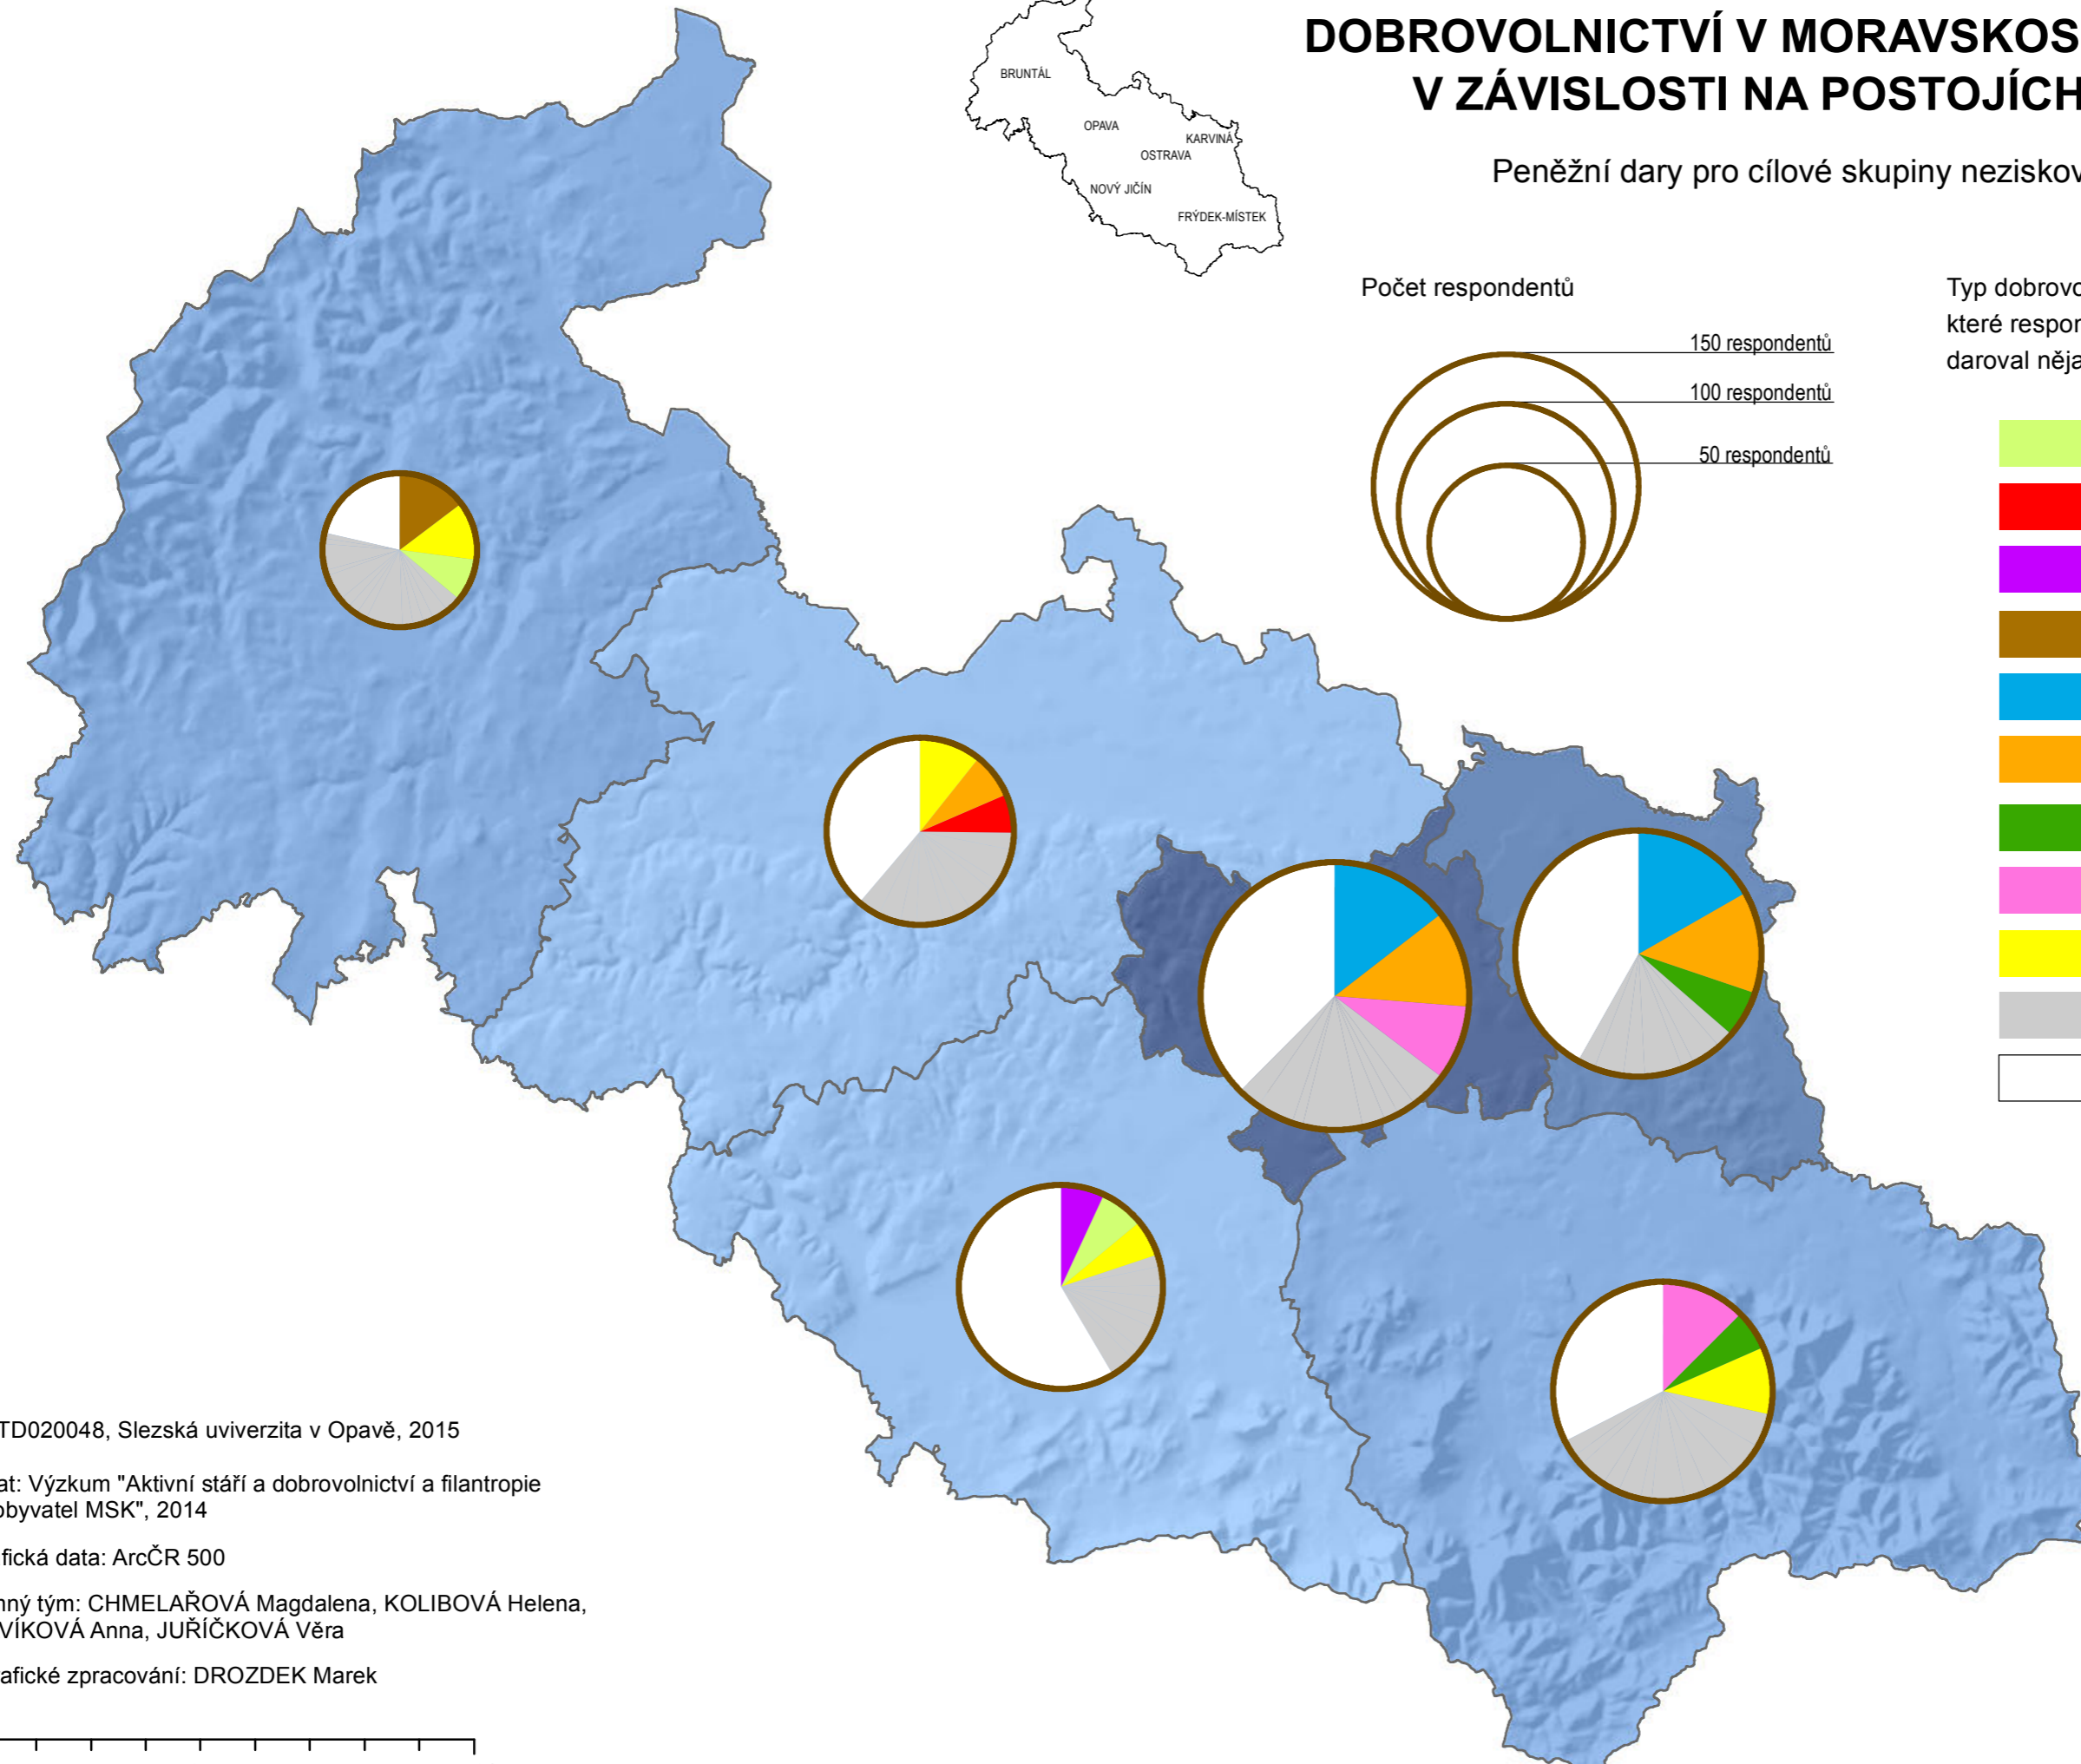 DOBROVOLNICTVÍ V MORAVSKOS
V ZÁVISLOSTI NA POSTOJÍCH
Peněžní dary pro cílové skupiny neziskov
BRUNTÁL
OPAVA
KARVINÁ
OSTRAVA
NOVÝ JIČÍN
FRÝDEK-MÍSTEK
Počet respondentů
150 respondentů
100 respondentů
50 respondentů
Typ dobrovo
které respon
daroval něja
TD020048, Slezská uviverzita v Opavě, 2015
at: Výzkum "Aktivní stáří a dobrovolnictví a filantropie
obyvatel MSK", 2014
fická data: ArcČR 500
nný tým: CHMELAŘOVÁ Magdalena, KOLIBOVÁ Helena,
VÍKOVÁ Anna, JUŘÍČKOVÁ Věra
afické zpracování: DROZDEK Marek